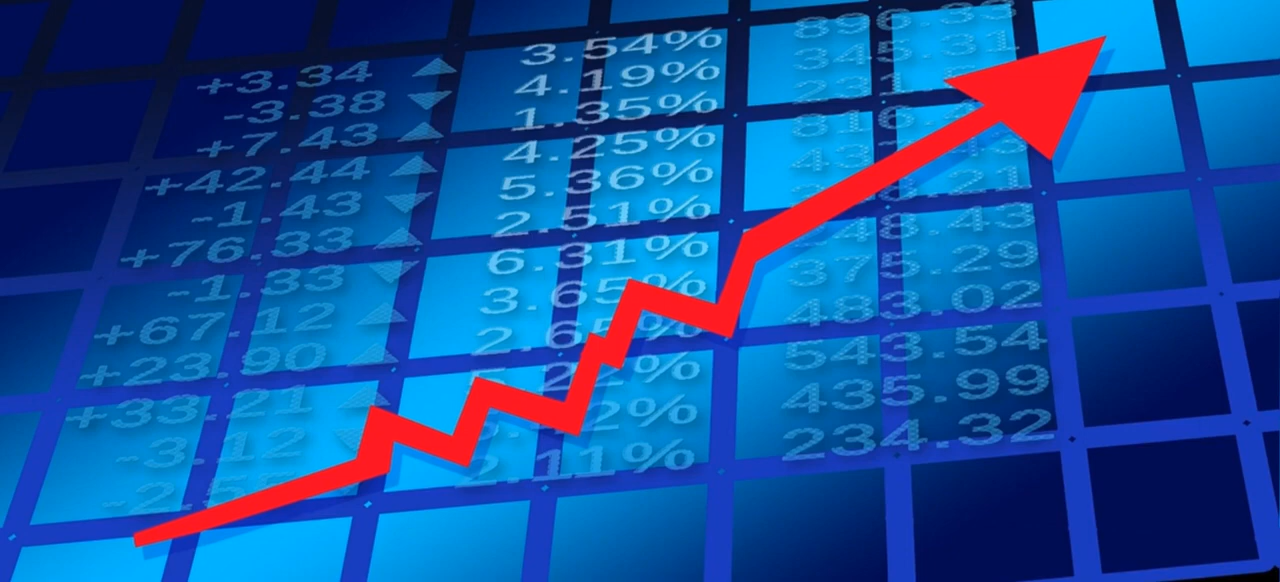 +3.34 ▲ 3.54% 896.33
-3.38 ▼ 4.19% 345.31
+7.43 ▲ 1.35%
+42.44 ▲ 4.25%
-1.43 ▼ 5.36%
+76.33 ▲ 2.51%
-1.33 ▼ 6.31%
+67.12 ▲ 3.65% 375.29
+23.90 ▲ 483.02
+33.21 ▲ 543.54
-3.12 ▼ 435.99
2.11% 234.32